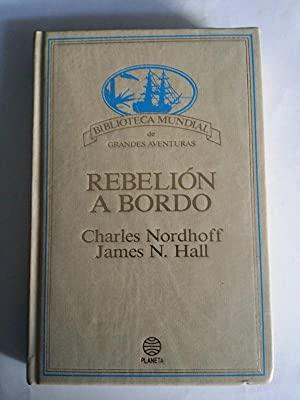 BIBLIOTECA MUNDIAL
de
GRANDES AVENTURAS
REBELIÓN
A BORDO
Charles Nordhoff
James N. Hall
PLANETA